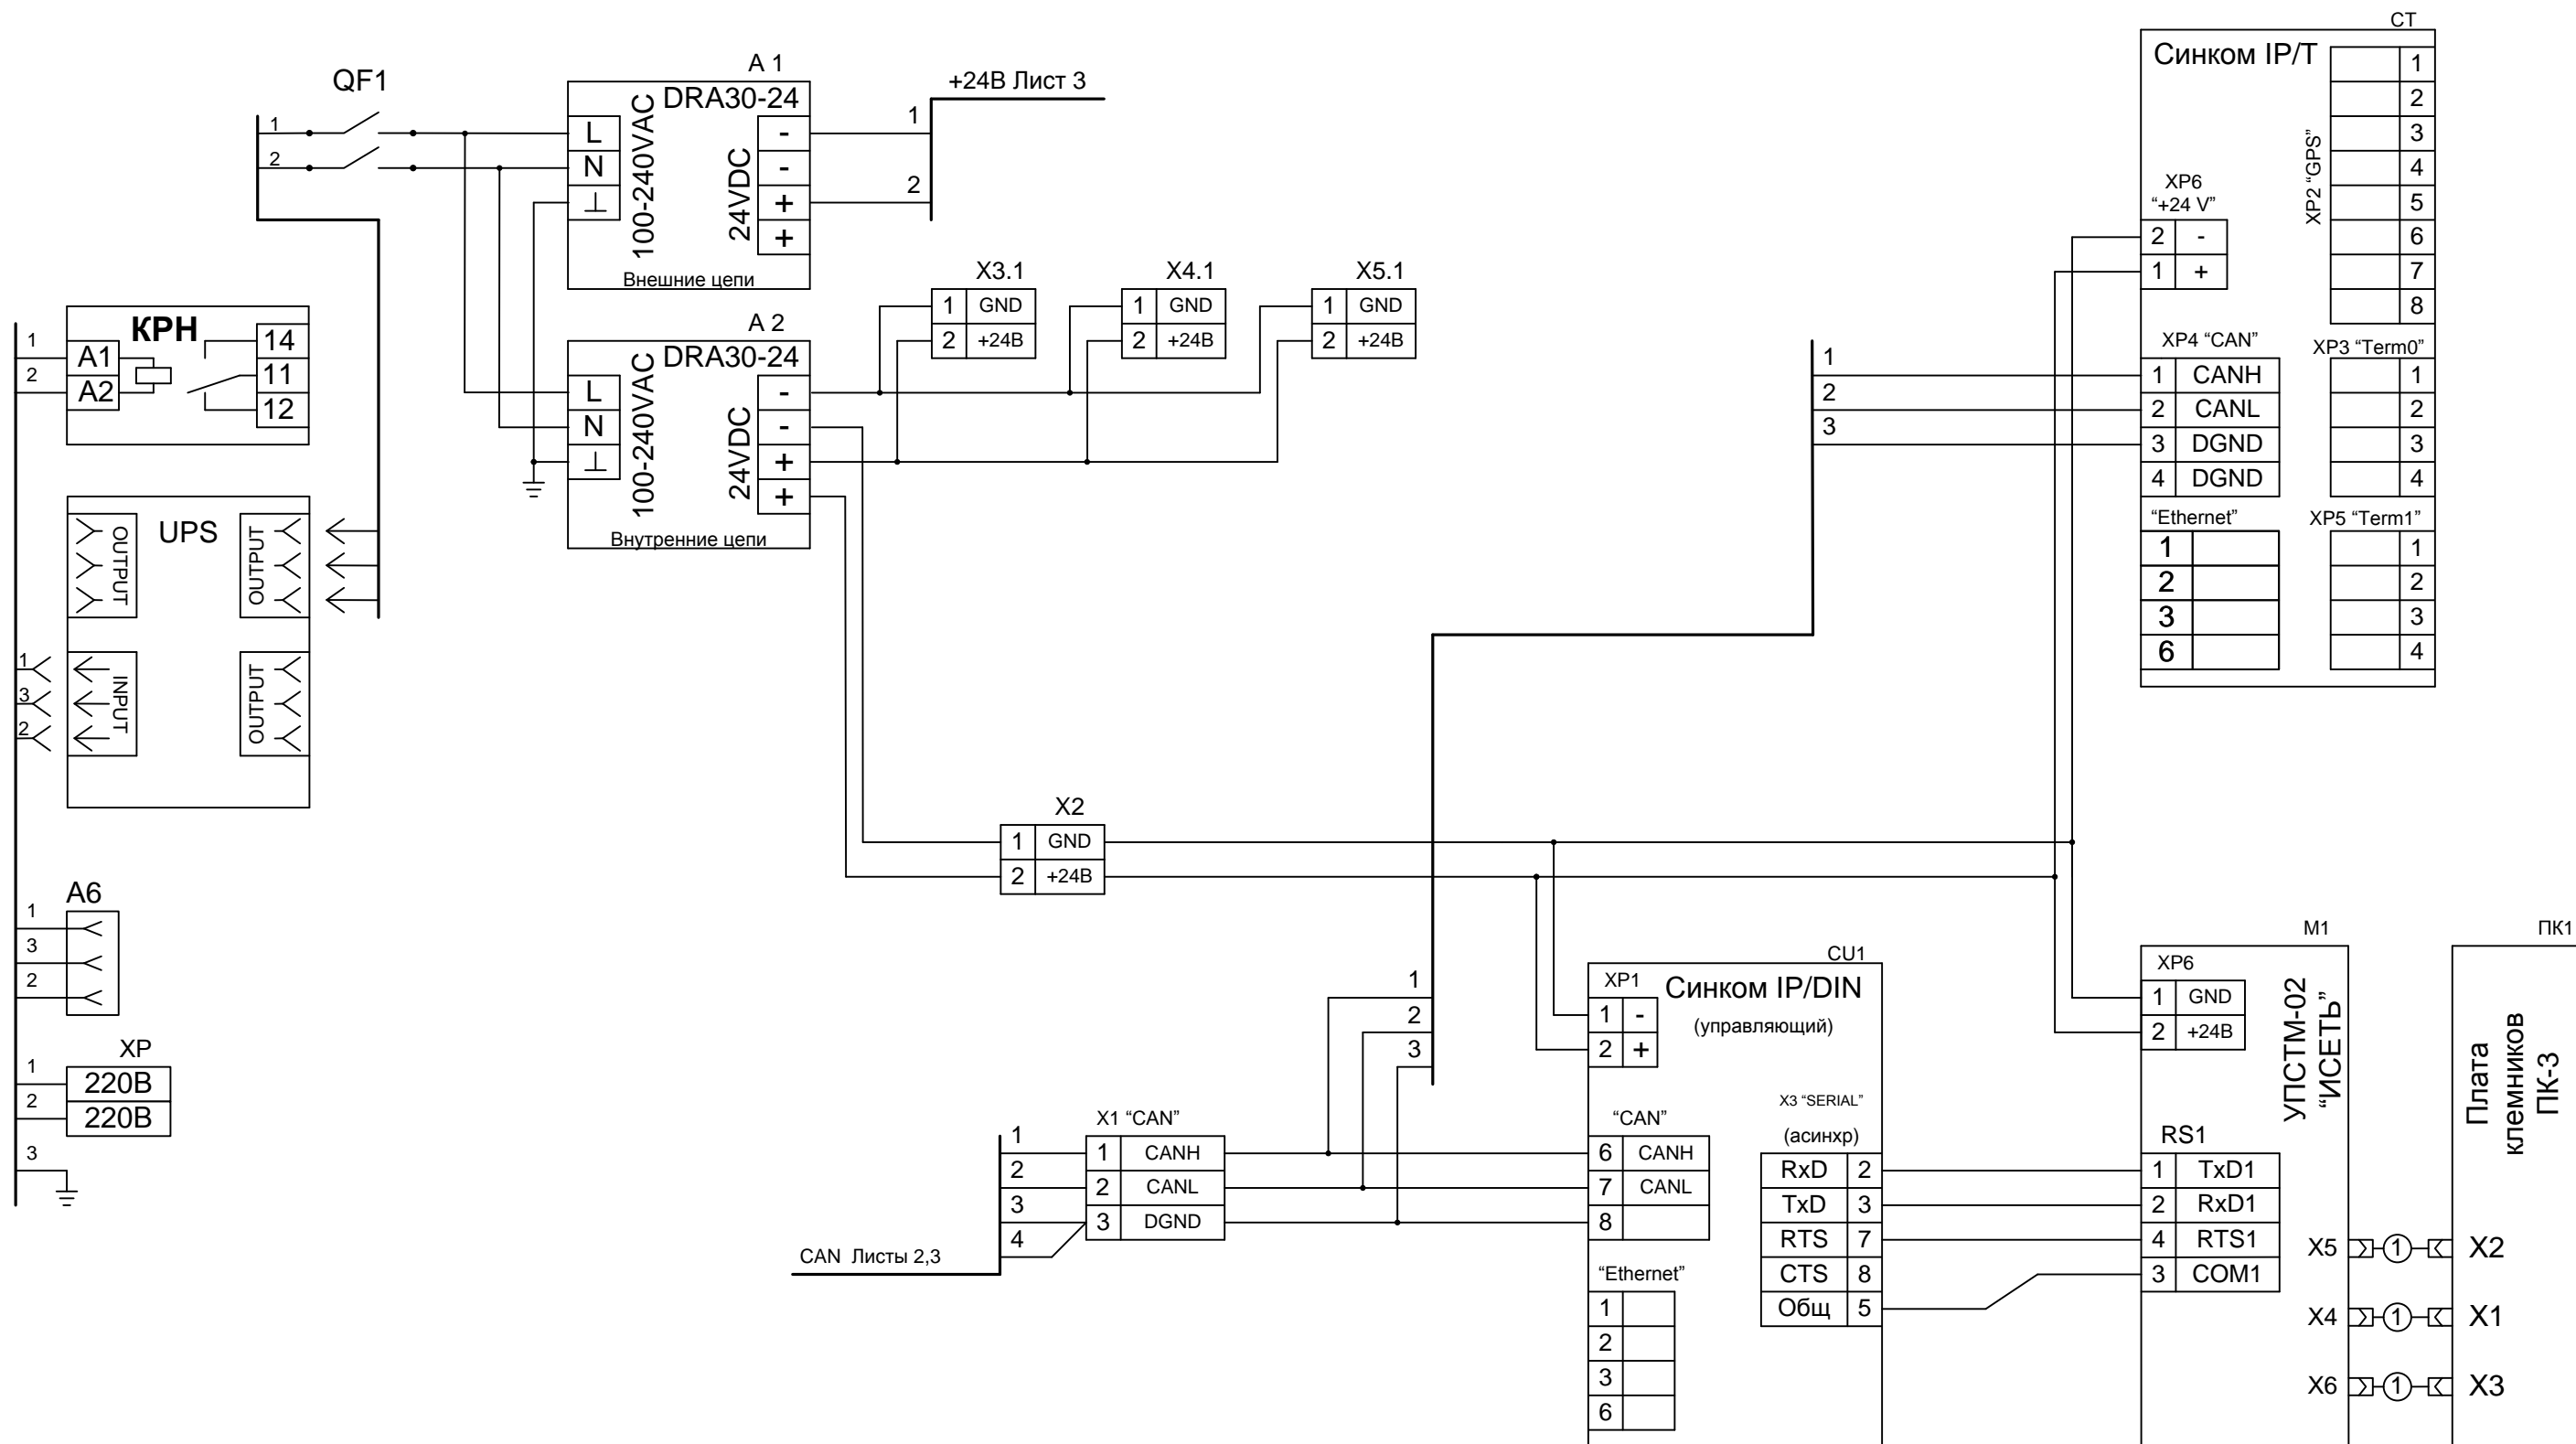 QF1
1
2
A 1
DRA30-24
L
N
⊥
100-240VAC
24VDC
-
-
+
+
Внешние цепи
1
2
+24В Лист 3
A 2
DRA30-24
L
N
⊥
100-240VAC
24VDC
-
-
+
+
Внутренние цепи
X3.1
1 GND
2 +24В
X4.1
1 GND
2 +24В
X5.1
1 GND
2 +24В
1
2
КРН
A1
A2
14
11
12
UPS
OUTPUT
OUTPUT
INPUT
OUTPUT
1
3
2
A6
1
3
2
XP
1
2
220В
220В
3
X2
1 GND
2 +24В
CT
Синком IP/T
XP2 “GPS”
1
2
3
4
5
6
7
8
XP6
“+24 V”
2 -
1 +
XP4 “CAN”
1 CANH
2 CANL
3 DGND
4 DGND
1
2
3
XP3 “Term0”
1
2
3
4
“Ethernet”
1
2
3
6
XP5 “Term1”
1
2
3
4
1
2
3
CAN Листы 2,3
1
2
3
4
X1 “CAN”
1 CANH
2 CANL
3 DGND
CU1
XP1
Синком IP/DIN
(управляющий)
1 -
2 +
“CAN”
6 CANH
7 CANL
8
“Ethernet”
1
2
3
6
X3 “SERIAL”
(асинхр)
RxD 2
TxD 3
RTS 7
CTS 8
Общ 5
M1
XP6
1 GND
2 +24В
УПСТМ-02
“ИСЕТЬ”
RS1
1 TxD1
2 RxD1
4 RTS1
3 COM1
X5 1 X2
X4 1 X1
X6 1 X3
ПК1
Плата
клемников
ПК-3